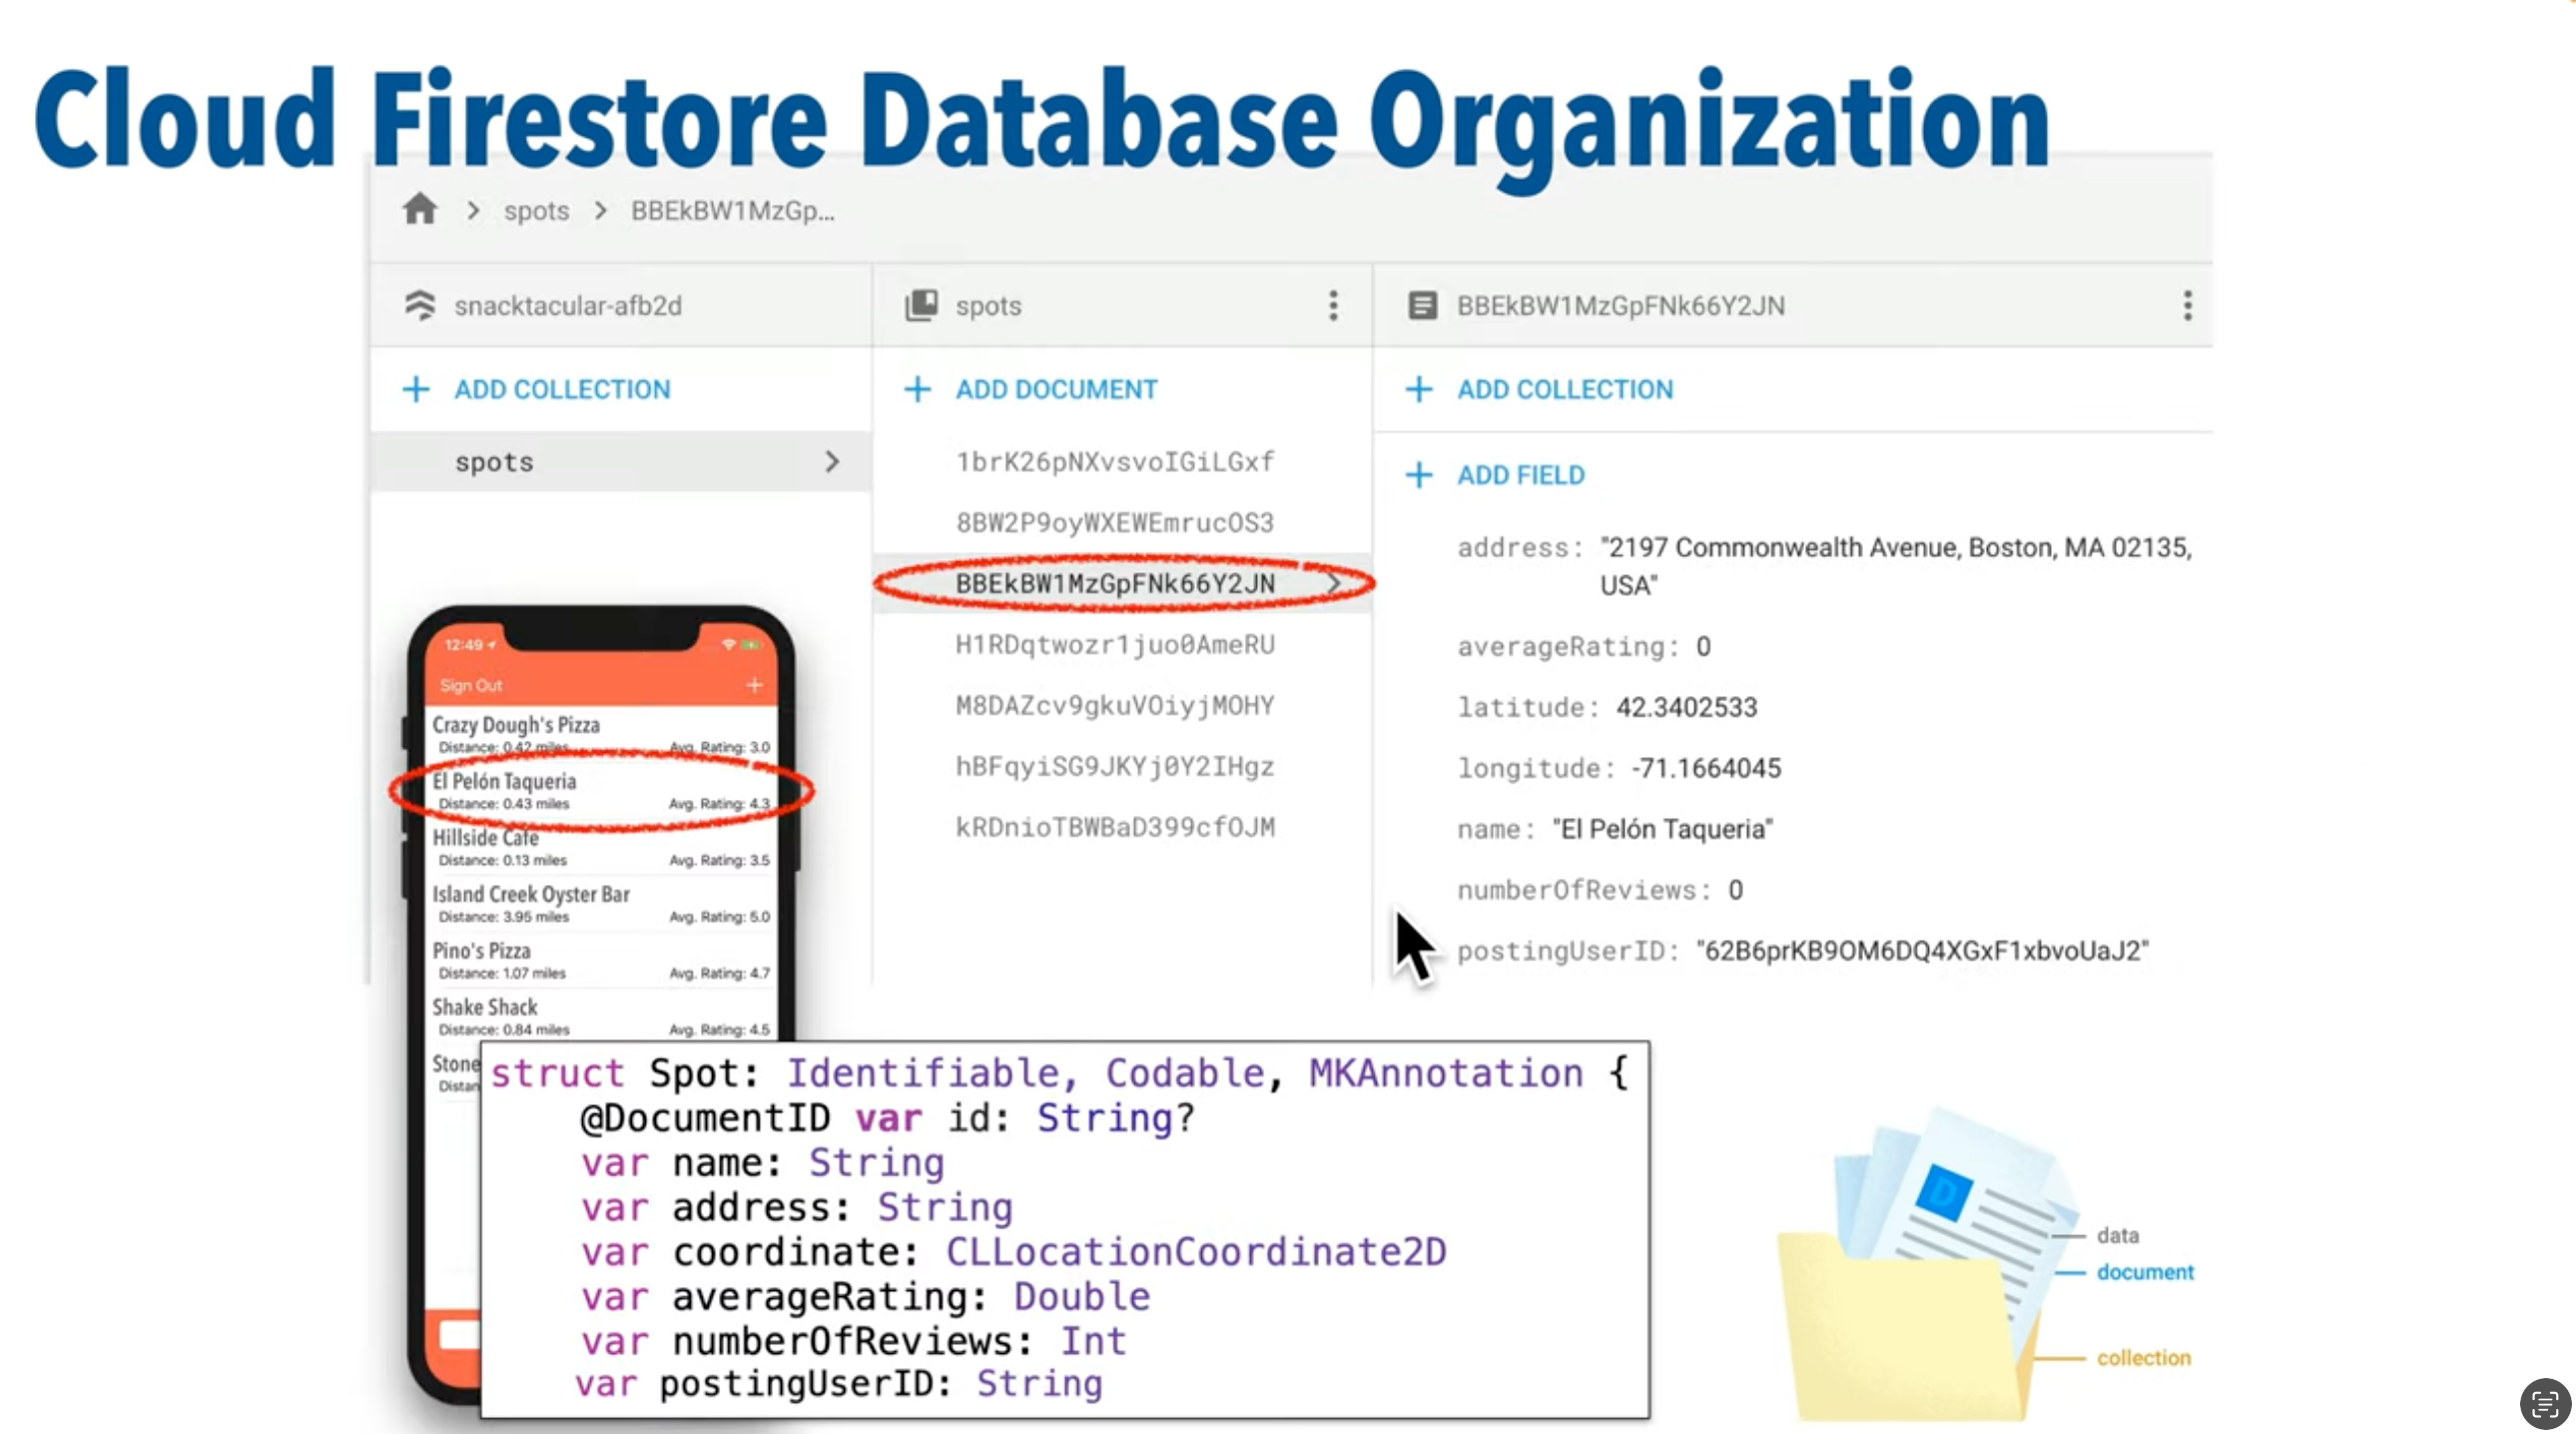 Cloud Firestore Database Organization
spots
BBEkBW1MzGp...
snacktacular-afb2d
spots
BBEkBW1MzGpFNk66Y2JN
ADD COLLECTION
ADD DOCUMENT
ADD COLLECTION
spots
1brK26pNXvsvoIGiLGxf
8BW2P9oyWXEWEmrucOS3
BBEkBW1MzGpFNk66Y2JN
H1RDqtwozr1juo0AmeRU
M8DAZcv9gkuVOiyjMOHY
hBFqyiSG9JKYj0Y2IHgz
kRDnioTBWBaD399cfOJM
ADD FIELD
address: "2197 Commonwealth Avenue, Boston, MA 02135,
USA"
averageRating: 0
latitude: 42.3402533
longitude: -71.1664045
name: "El Pelón Taqueria"
numberOfReviews: 0
postingUserID: "62B6prKB9OM6DQ4XGxF1xbvoUaJ2"
12:49
Sign Out +
Crazy Dough's Pizza
Distance: 0.42 miles Avg. Rating: 3.0
El Pelón Taqueria
Distance: 0.43 miles Avg. Rating: 4.3
Hillside Cafe
Distance: 0.13 miles Avg. Rating: 3.5
Island Creek Oyster Bar
Distance: 3.95 miles Avg. Rating: 5.0
Pino's Pizza
Distance: 1.07 miles Avg. Rating: 4.7
Shake Shack
Distance: 0.84 miles Avg. Rating: 4.5
Stone
Distan
struct Spot: Identifiable, Codable, MKAnnotation {
@DocumentID var id: String?
var name: String
var address: String
var coordinate: CLLocationCoordinate2D
var averageRating: Double
var numberOfReviews: Int
var postingUserID: String
D
data
document
collection